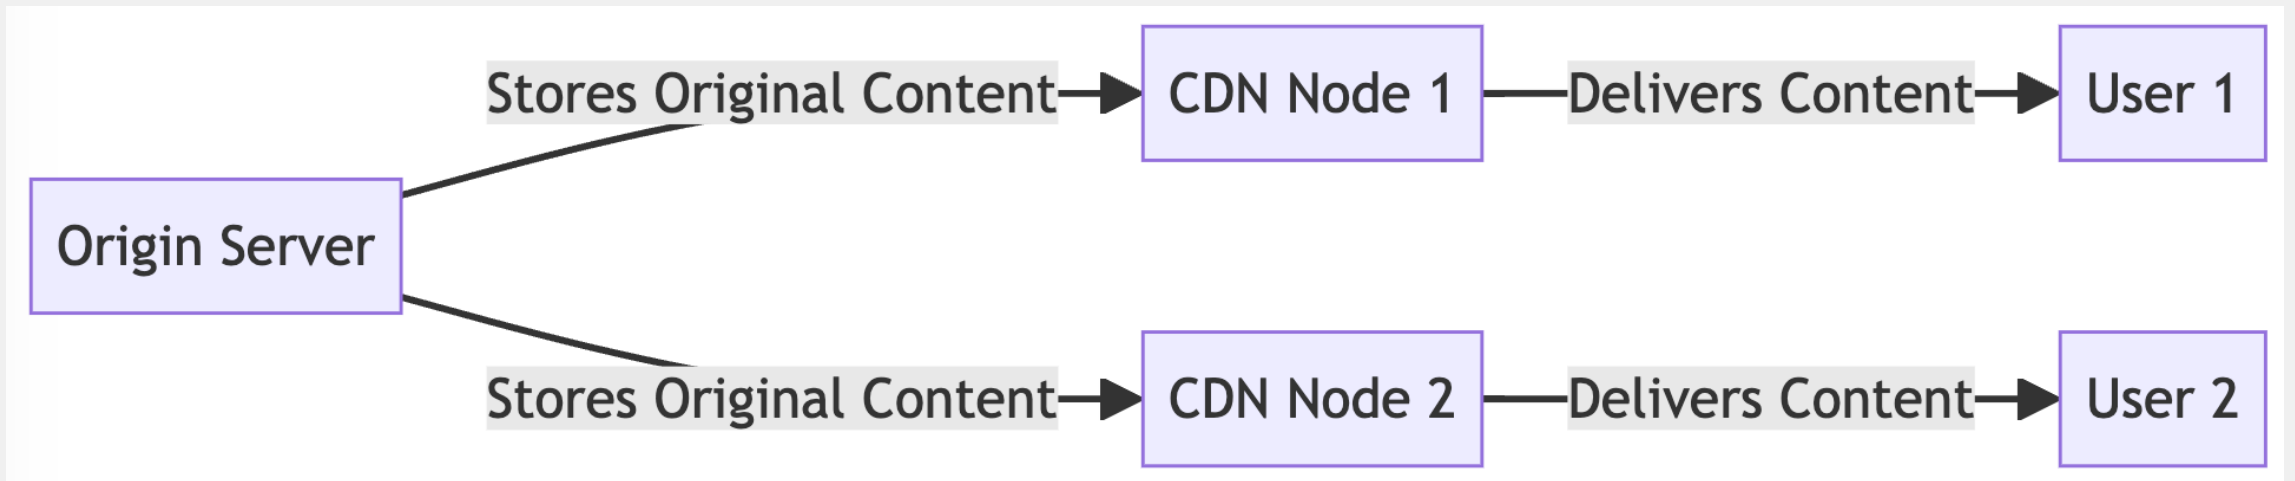 Origin Server
Stores Original Content
CDN Node 1
Delivers Content
User 1
Stores Original Content
CDN Node 2
Delivers Content
User 2